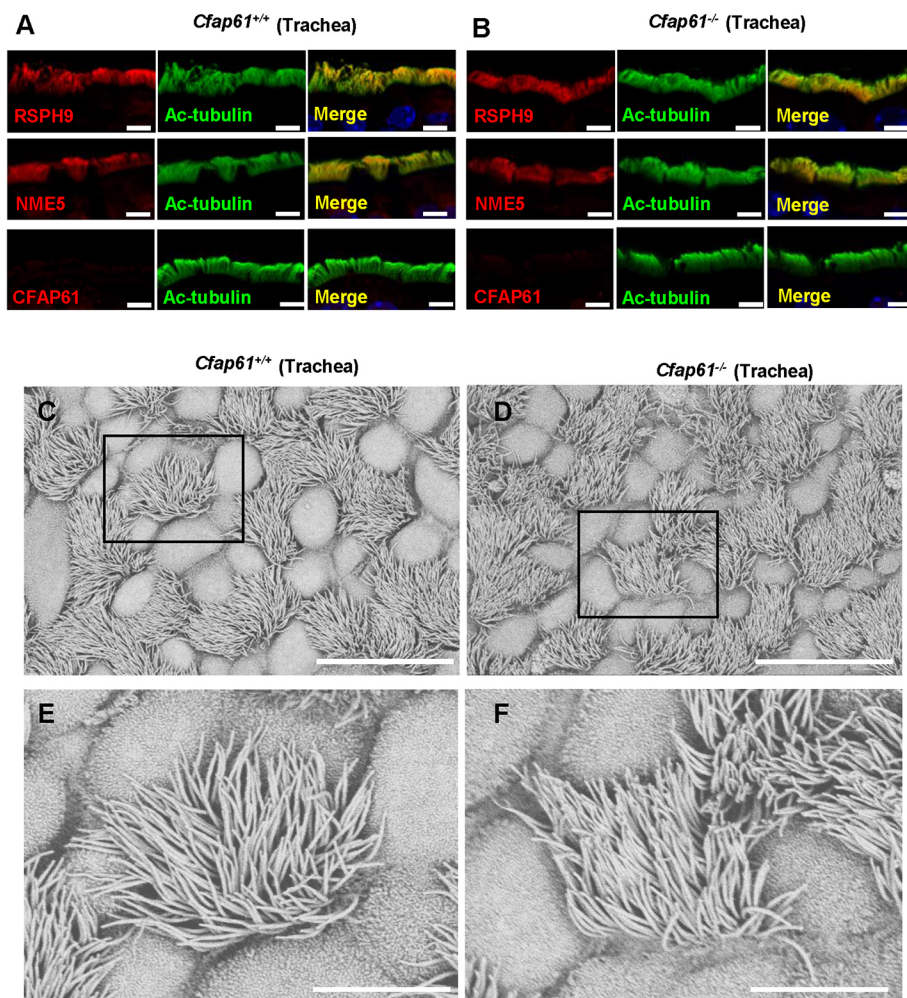 A
Cfap61+/+ (Trachea)
B
Cfap61-/- (Trachea)
RSPH9
Ac-tubulin
Merge
RSPH9
Ac-tubulin
Merge
NME5
Ac-tubulin
Merge
NME5
Ac-tubulin
Merge
CFAP61
Ac-tubulin
Merge
CFAP61
Ac-tubulin
Merge
Cfap61+/+ (Trachea)
Cfap61-/- (Trachea)
C
D
E
F